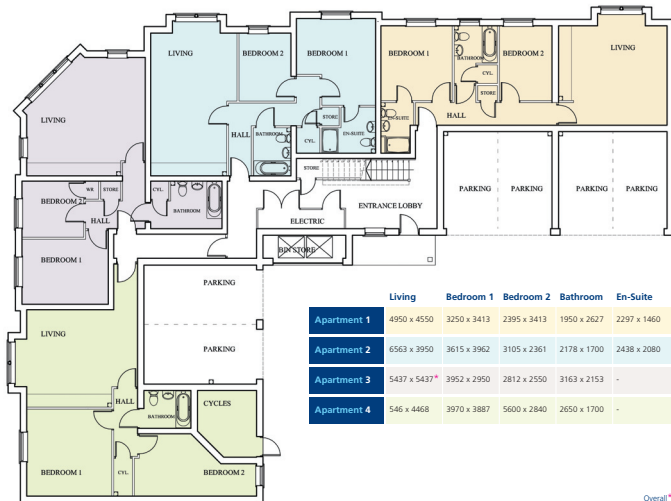 LIVING
BEDROOM 2
BEDROOM 1
BEDROOM 1
BATHROOM
BEDROOM 2
LIVING
CYL.
STORE
HALL
EN-SUITE
LIVING
STORE
HALL
BATHROOM
CYL.
EN-SUITE
STORE
ENTRANCE LOBBY
ELECTRIC
PARKING
PARKING
PARKING
PARKING
WR
STORE
CYL.
BEDROOM 2
HALL
BATHROOM
BEDROOM 1
BIN STORE
PARKING
PARKING
LIVING
HALL
BATHROOM
CYCLES
BEDROOM 1
CYL.
BEDROOM 2
Living Bedroom 1 Bedroom 2 Bathroom En-Suite
Apartment 1 4950 x 4550 3250 x 3413 2395 x 3413 1950 x 2627 2297 x 1460
Apartment 2 6563 x 3950 3615 x 3962 3105 x 2361 2178 x 1700 2438 x 2080
Apartment 3 5437 x 5437* 3952 x 2950 2812 x 2550 3163 x 2153 -
Apartment 4 546 x 4468 3970 x 3887 5600 x 2840 2650 x 1700 -
Overall*